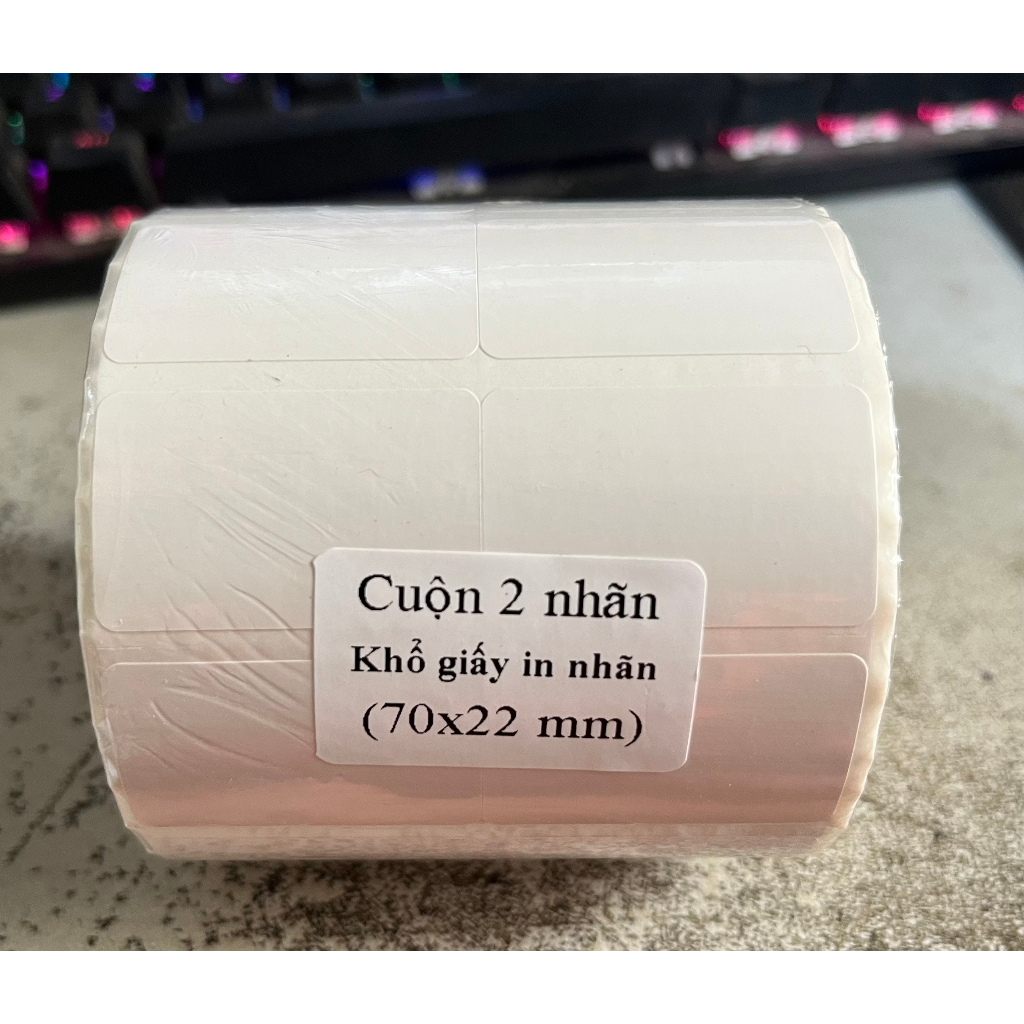 Cuộn 2 nhãn
Khổ giấy in nhãn
(70x22 mm)